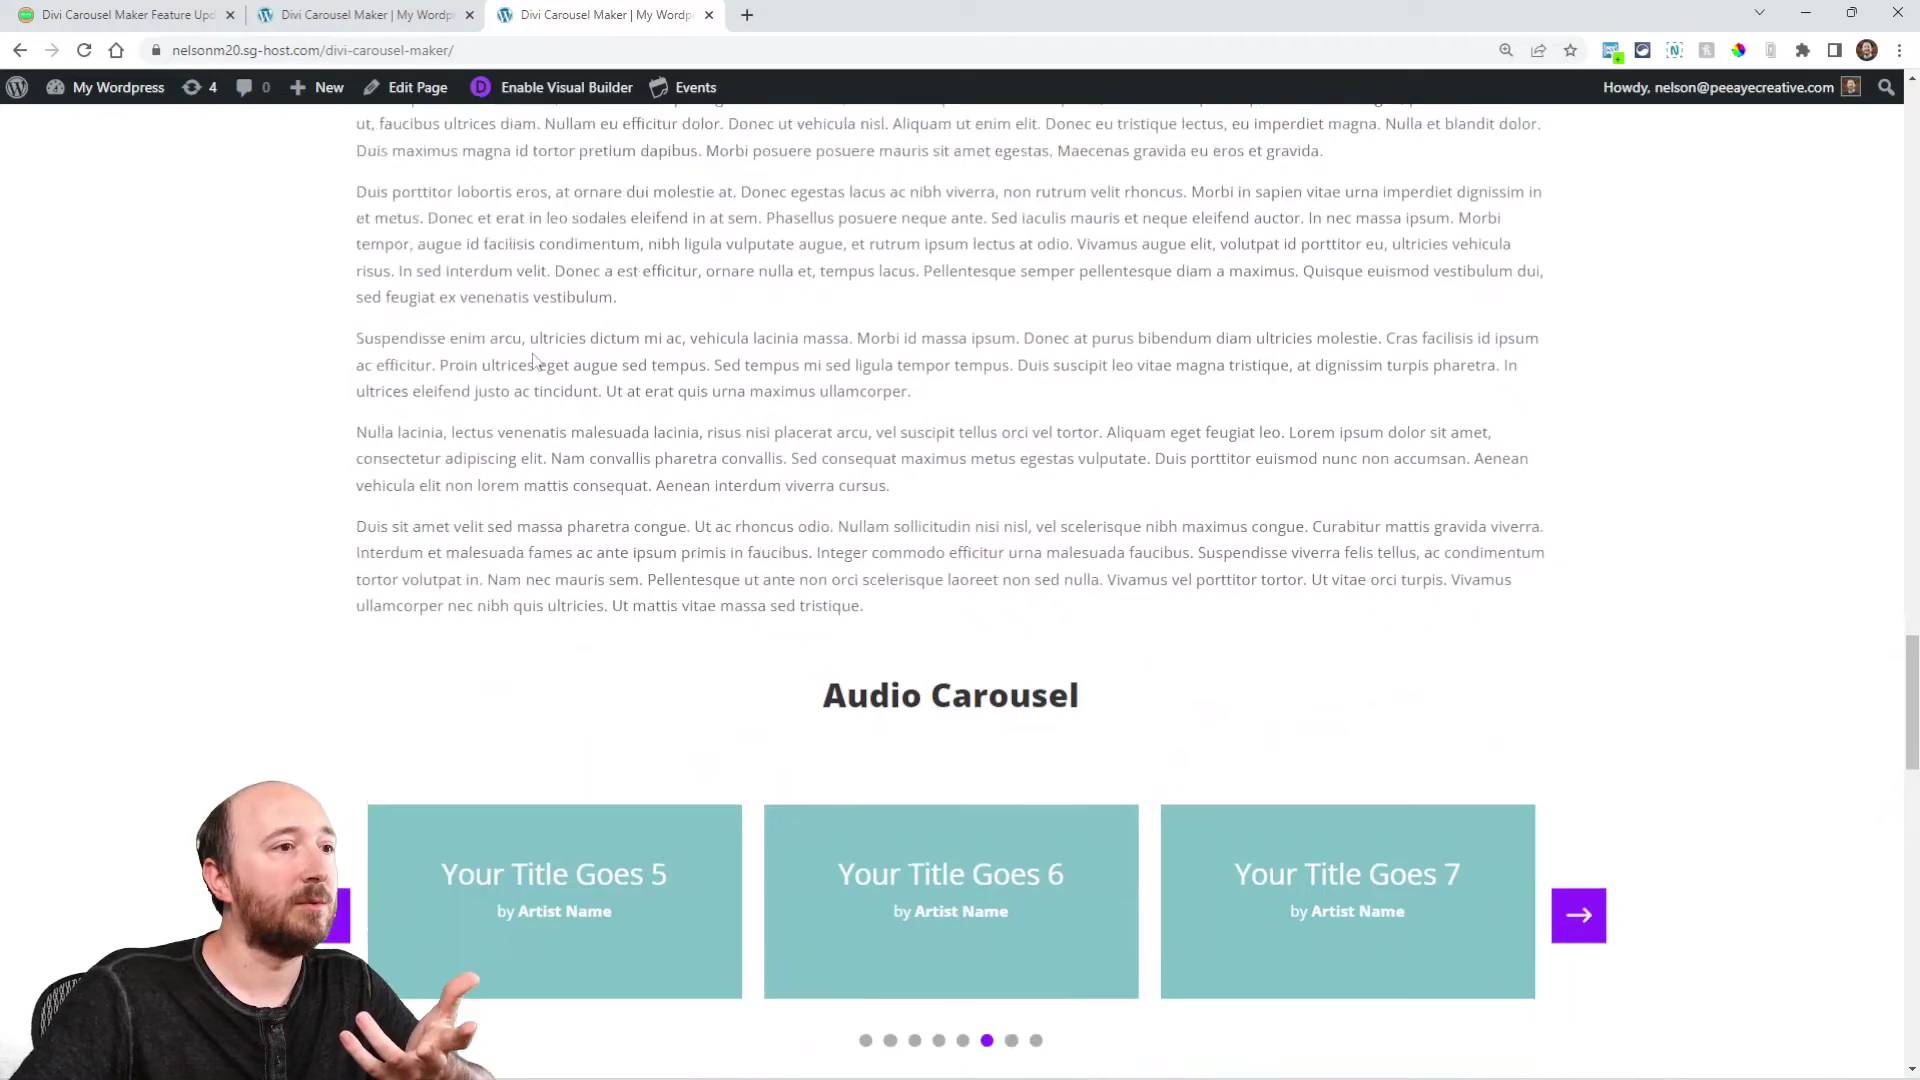 Divi Carousel Maker Feature Upd
Divi Carousel Maker | My Wordp
Divi Carousel Maker | My Wordp
nelsonm20.sg-host.com/divi-carousel-maker/
My Wordpress 4 0 New Edit Page Enable Visual Builder Events Howdy, nelson@peeayecreative.com
ut, faucibus ultrices diam. Nullam eu efficitur dolor. Donec ut vehicula nisl. Aliquam ut enim elit. Donec eu tristique lectus, eu imperdiet magna. Nulla et blandit dolor.
Duis maximus magna id tortor pretium dapibus. Morbi posuere posuere mauris sit amet egestas. Maecenas gravida eu eros et gravida.
Duis porttitor lobortis eros, at ornare dui molestie at. Donec egestas lacus ac nibh viverra, non rutrum velit rhoncus. Morbi in sapien vitae urna imperdiet dignissim in
et metus. Donec et erat in leo sodales eleifend in at sem. Phasellus posuere neque ante. Sed iaculis mauris et neque eleifend auctor. In nec massa ipsum. Morbi
tempor, augue id facilisis condimentum, nibh ligula vulputate augue, et rutrum ipsum lectus at odio. Vivamus augue elit, volutpat id porttitor eu, ultricies vehicula
risus. In sed interdum velit. Donec a est efficitur, ornare nulla et, tempus lacus. Pellentesque semper pellentesque diam a maximus. Quisque euismod vestibulum dui,
sed feugiat ex venenatis vestibulum.
Suspendisse enim arcu, ultricies dictum mi ac, vehicula lacinia massa. Morbi id massa ipsum. Donec at purus bibendum diam ultricies molestie. Cras facilisis id ipsum
ac efficitur. Proin ultrices eget augue sed tempus. Sed tempus mi sed ligula tempor tempus. Duis suscipit leo vitae magna tristique, at dignissim turpis pharetra. In
ultrices eleifend justo ac tincidunt. Ut at erat quis urna maximus ullamcorper.
Nulla lacinia, lectus venenatis malesuada lacinia, risus nisi placerat arcu, vel suscipit tellus orci vel tortor. Aliquam eget feugiat leo. Lorem ipsum dolor sit amet,
consectetur adipiscing elit. Nam convallis pharetra convallis. Sed consequat maximus metus egestas vulputate. Duis porttitor euismod nunc non accumsan. Aenean
vehicula elit non lorem mattis consequat. Aenean interdum viverra cursus.
Duis sit amet velit sed massa pharetra congue. Ut ac rhoncus odio. Nullam sollicitudin nisi nisl, vel scelerisque nibh maximus congue. Curabitur mattis gravida viverra.
Interdum et malesuada fames ac ante ipsum primis in faucibus. Integer commodo efficitur urna malesuada faucibus. Suspendisse viverra felis tellus, ac condimentum
tortor volutpat in. Nam nec mauris sem. Pellentesque ut ante non orci scelerisque laoreet non sed nulla. Vivamus vel porttitor tortor. Ut vitae orci turpis. Vivamus
ullamcorper nec nibh quis ultricies. Ut mattis vitae massa sed tristique.
Audio Carousel
Your Title Goes 5
by Artist Name
Your Title Goes 6
by Artist Name
Your Title Goes 7
by Artist Name